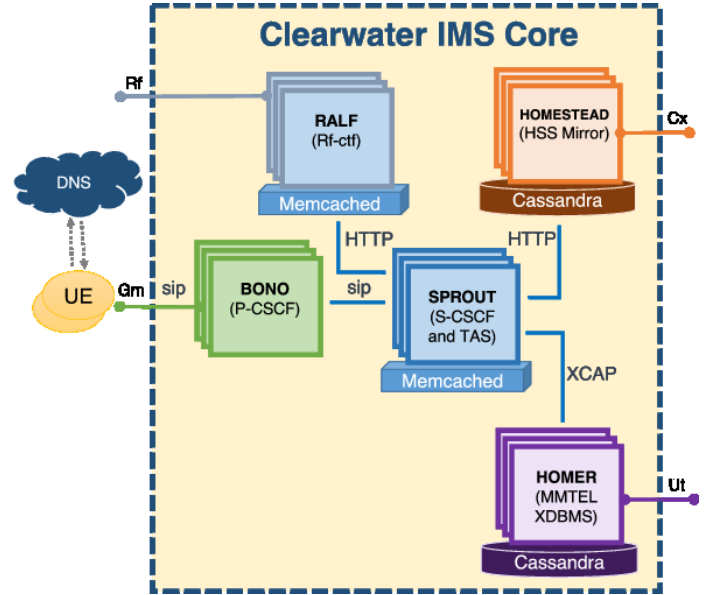 Clearwater IMS Core
Rf
RALF
(Rf-ctf)
Memcached
HOMESTEAD
(HSS Mirror)
Cassandra
Cx
DNS
HTTP
HTTP
UE
Gm
sip
BONO
(P-CSCF)
sip
SPROUT
(S-CSCF
and TAS)
Memcached
XCAP
HOMER
(MMTEL
XDBMS)
Cassandra
Ut